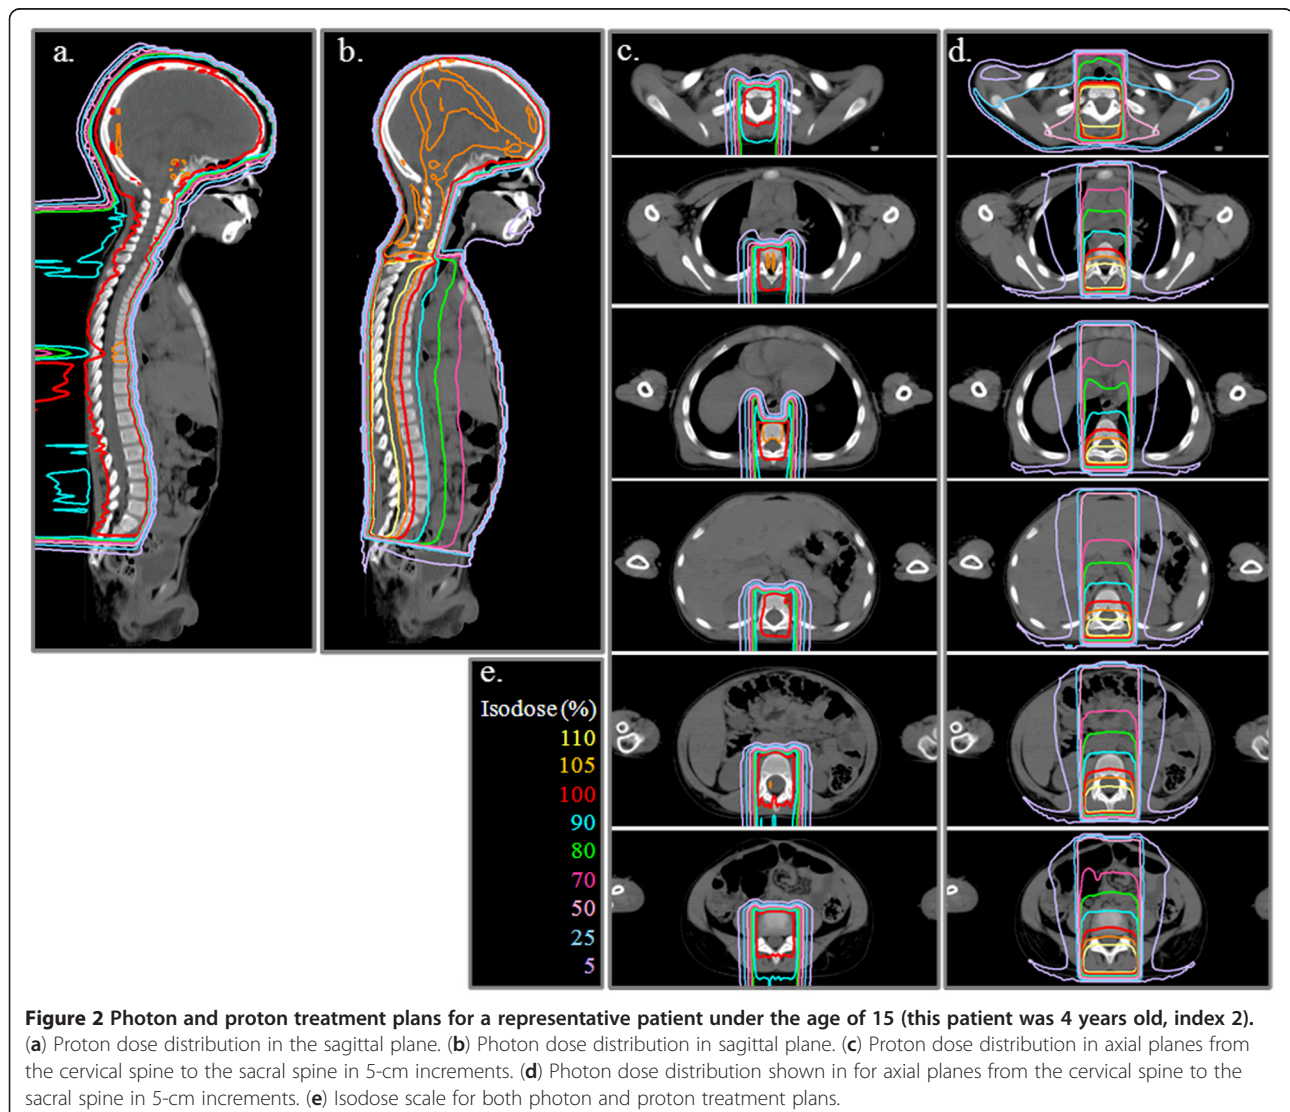 a.
b.
c.
d.
e.
Isodose (%)
110
105
100
90
80
70
50
25
5
Figure 2 Photon and proton treatment plans for a representative patient under the age of 15 (this patient was 4 years old, index 2).
(a) Proton dose distribution in the sagittal plane. (b) Photon dose distribution in sagittal plane. (c) Proton dose distribution in axial planes from
the cervical spine to the sacral spine in 5-cm increments. (d) Photon dose distribution shown in for axial planes from the cervical spine to the
sacral spine in 5-cm increments. (e) Isodose scale for both photon and proton treatment plans.